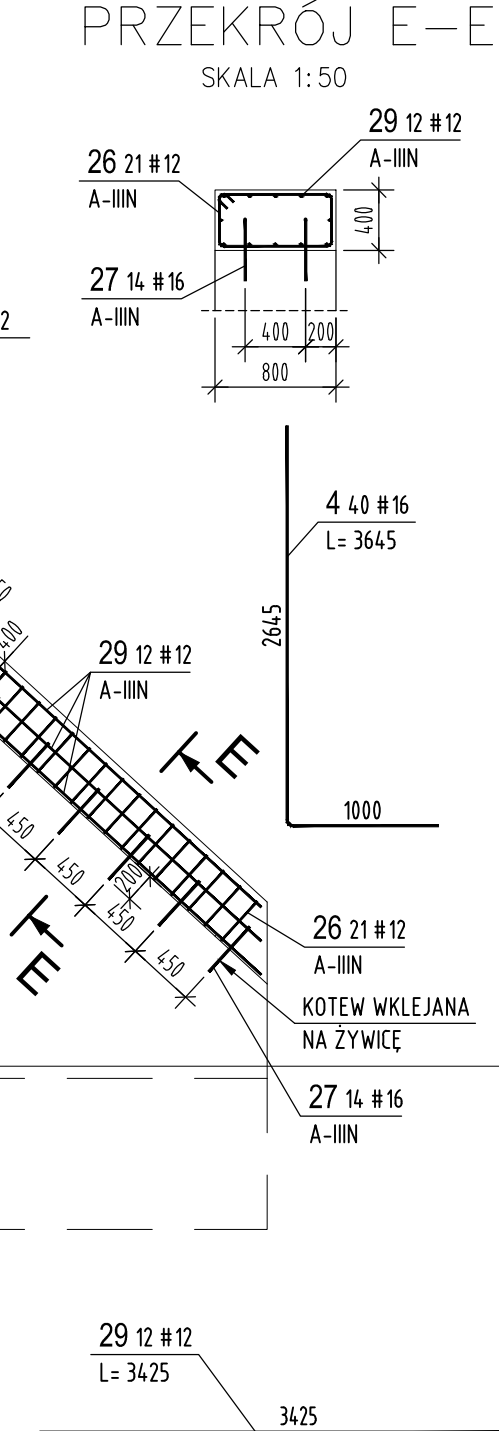 PRZEKRÓJ E-E
SKALA 1:50
29 12 #12
A-IIIN
26 21 #12
A-IIIN
400
27 14 #16
A-IIIN
2
400
200
800
4 40 #16
L= 3645
2645
1000
400
29 12 #12
A-IIIN
E
450
450
200
450
450
E
26 21 #12
A-IIIN
KOTEW WKLEJANA
NA ŻYWICĘ
27 14 #16
A-IIIN
29 12 #12
L= 3425
3425